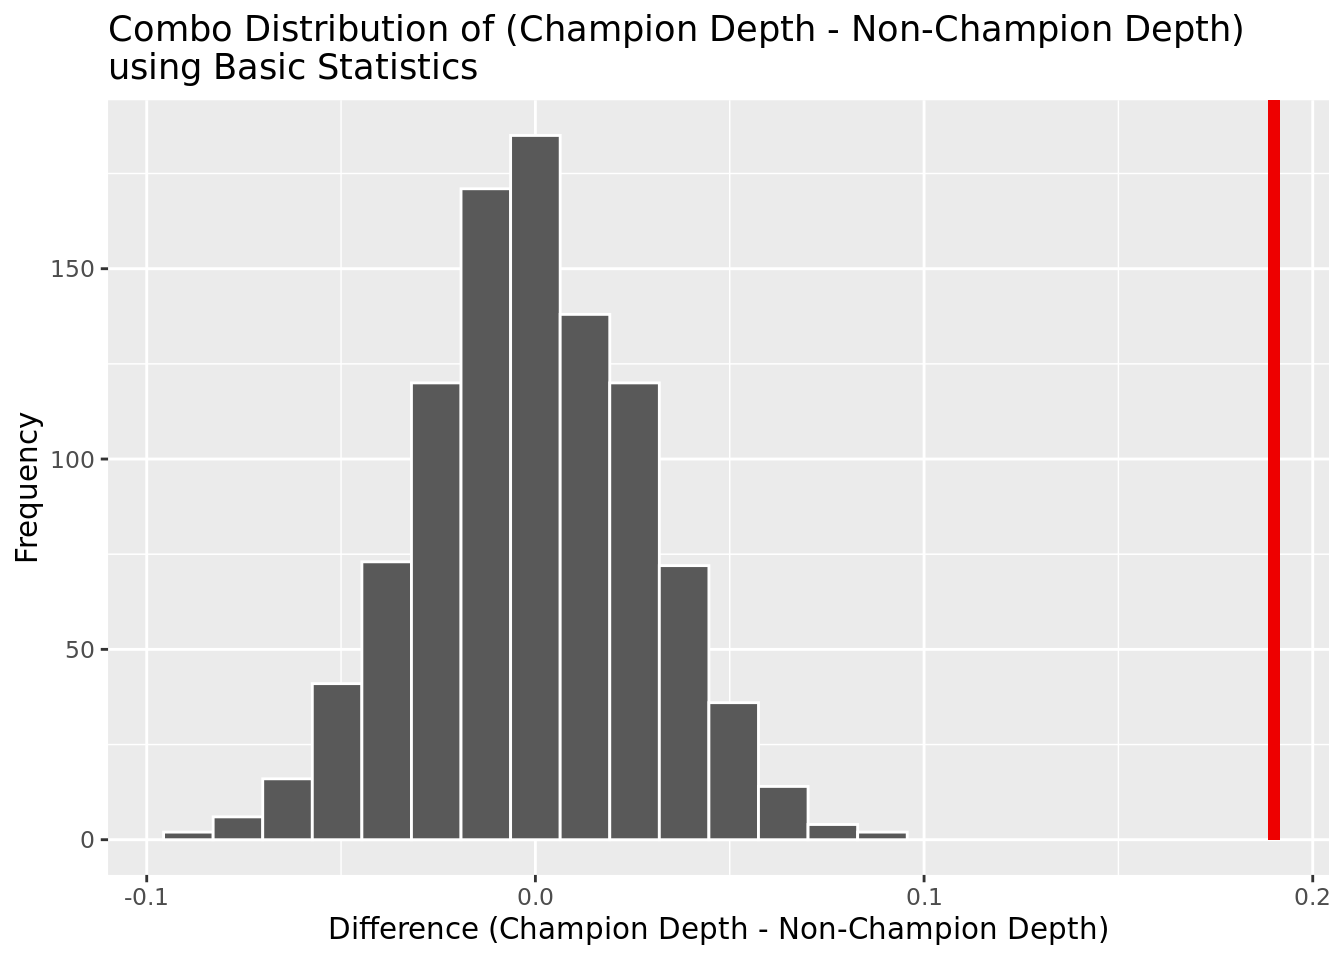 Combo Distribution of (Champion Depth - Non-Champion Depth)
using Basic Statistics
Frequency
150
100
50
0
-0.1
0.0
0.1
0.2
Difference (Champion Depth - Non-Champion Depth)